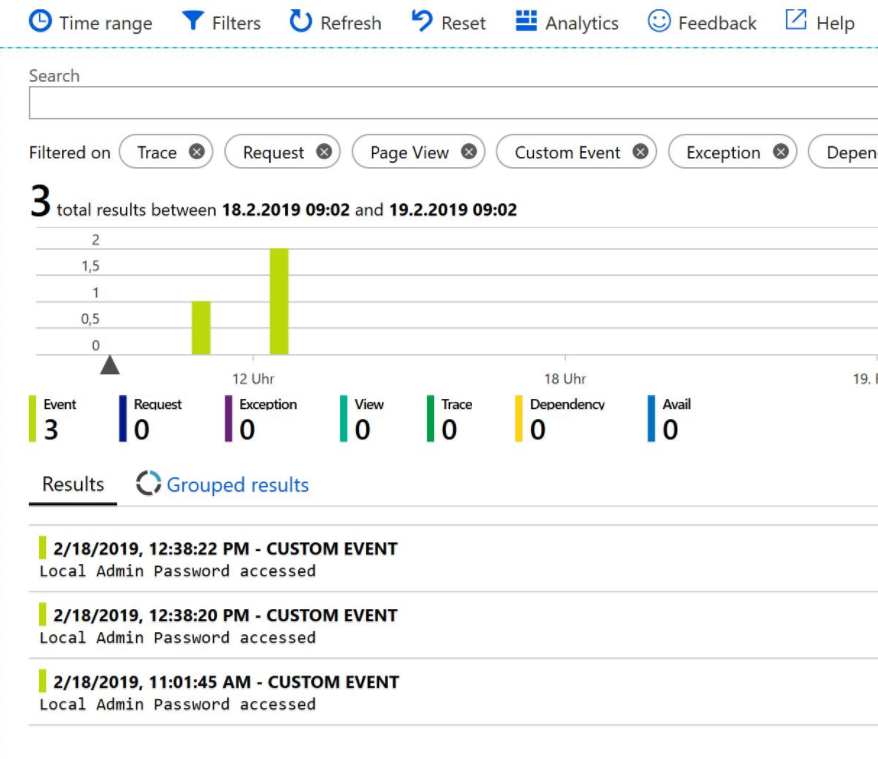 Time range Filters Refresh Reset Analytics Feedback Help
Search
Filtered on Trace Request Page View Custom Event Exception Depen
3 total results between 18.2.2019 09:02 and 19.2.2019 09:02
2
1,5
1
0,5
0
12 Uhr 18 Uhr 19.
Event Request Exception View Trace Dependency Avail
3 0 0 0 0 0 0
Results Grouped results
2/18/2019, 12:38:22 PM - CUSTOM EVENT
Local Admin Password accessed
2/18/2019, 12:38:20 PM - CUSTOM EVENT
Local Admin Password accessed
2/18/2019, 11:01:45 AM - CUSTOM EVENT
Local Admin Password accessed